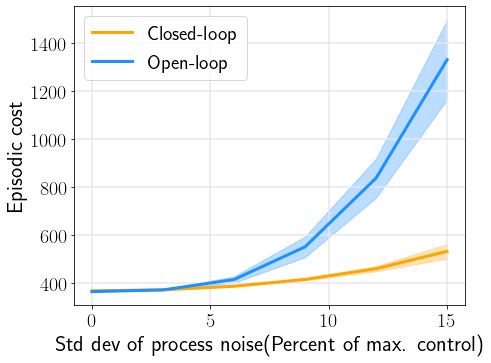 Closed-loop
Open-loop
Episodic cost
1400
1200
1000
800
600
400
0 5 10 15
Std dev of process noise(Percent of max. control)